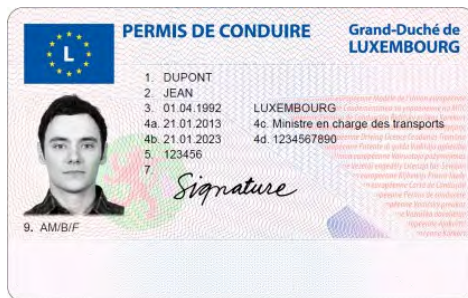 PERMIS DE CONDUIRE
Grand-Duché de
LUXEMBOURG
L
1. DUPONT
2. JEAN
3. 01.04.1992 LUXEMBOURG
4a. 21.01.2013 4c. Ministre en charge des transports
4b. 21.01.2023 4d. 1234567890
5. 123456
7. Signature
9. AM/B/F